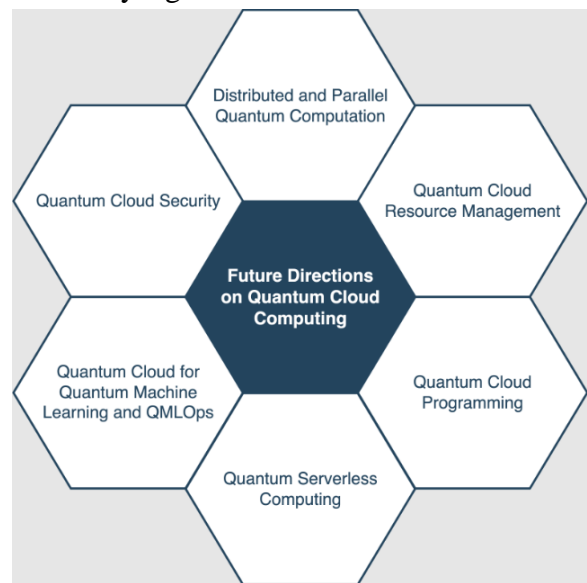 Distributed and Parallel
Quantum Computation
Quantum Cloud Security
Quantum Cloud
Resource Management
Future Directions
on Quantum Cloud
Computing
Quantum Cloud for
Quantum Machine
Learning and QMLOps
Quantum Cloud
Programming
Quantum Serverless
Computing